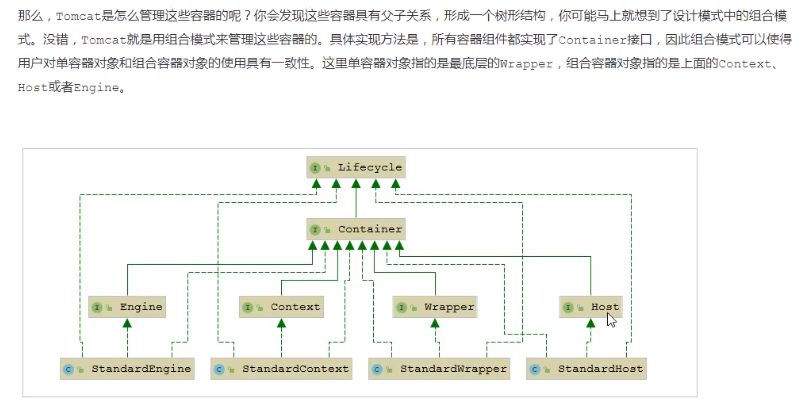 那么，Tomcat是怎么管理这些容器的呢？你会发现这些容器具有父子关系，形成一个树形结构，你可能马上就想到了设计模式中的组合模
式。没错，Tomcat就是用组合模式来管理这些容器的。具体实现方法是，所有容器组件都实现了Container接口，因此组合模式可以使得
用户对单容器对象和组合容器对象的使用具有一致性。这里单容器对象指的是最底层的Wrapper，组合容器对象指的是上面的Context、
Host或者Engine。
I Lifecycle
I Container
I Engine
I Context
I Wrapper
I Host
C StandardEngine
C StandardContext
C StandardWrapper
C StandardHost